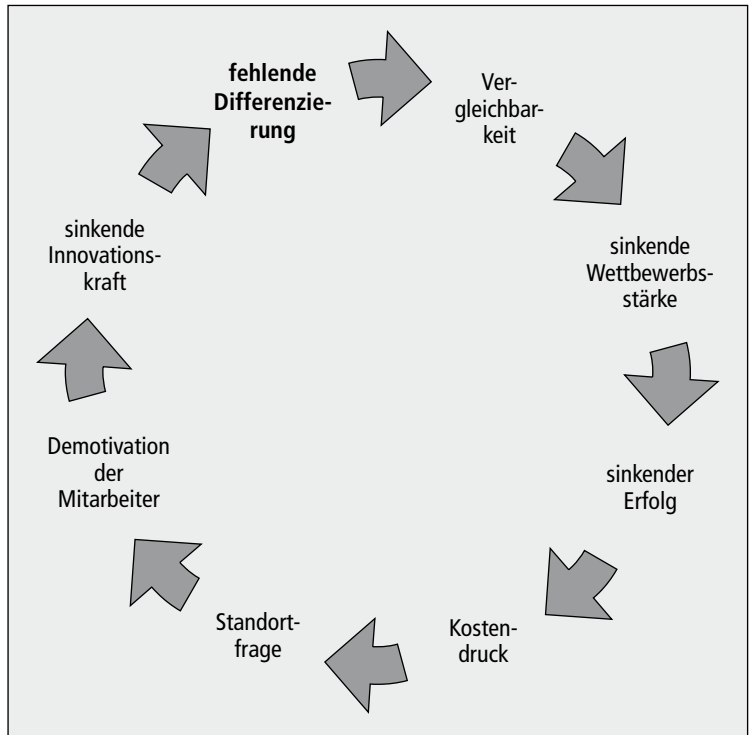 fehlende
Differenzie-
rung
Ver-
gleichbar-
keit
sinkende
Wettbewerbs-
stärke
sinkender
Erfolg
Kosten-
druck
Standort-
frage
Demotivation
der
Mitarbeiter
sinkende
Innovations-
kraft